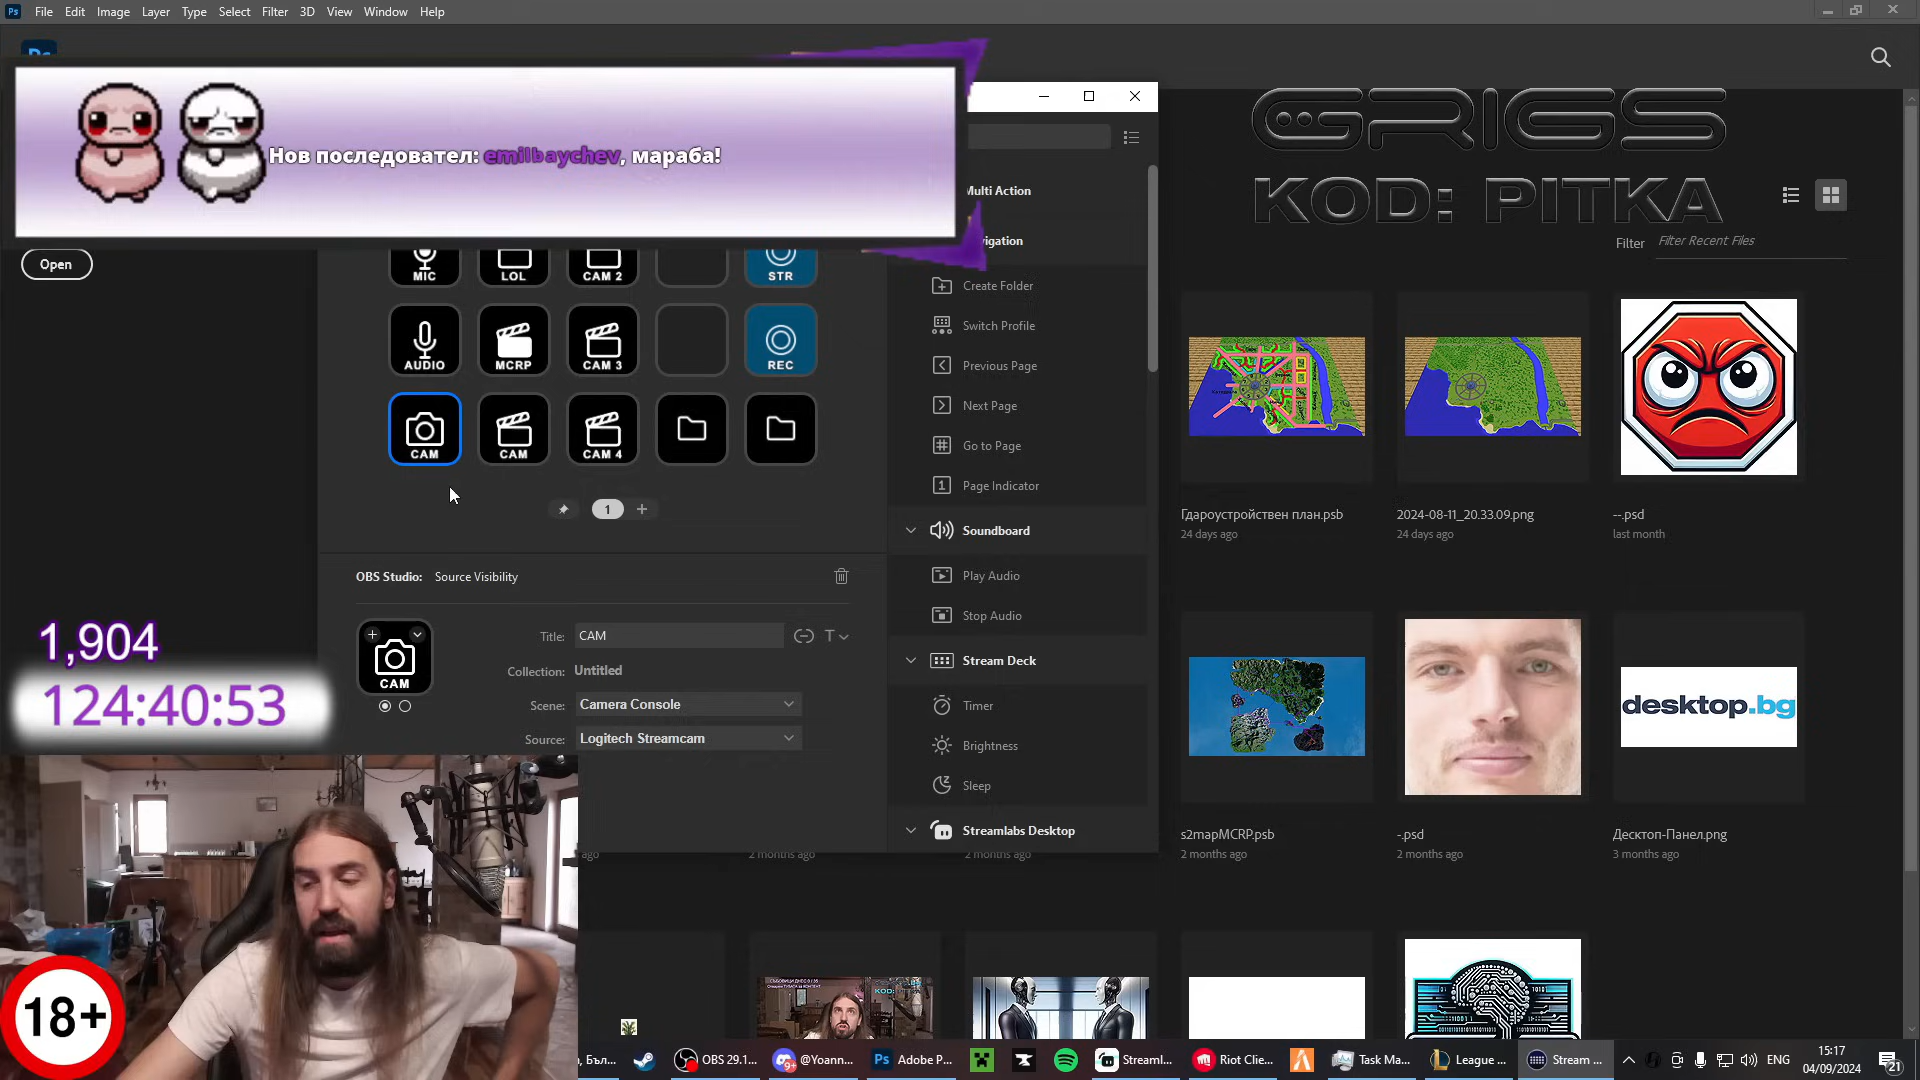 Ps File Edit Image Layer Type Select Filter 3D View Window Help
Нов последовател: emilbaychev, мараба!
GRIGS
KOD: PITKA
Open
Filter Filter Recent Files
MIC LOL CAM 2 STR
AUDIO MCRP CAM 3 REC
CAM CAM CAM 4
1
OBS Studio: Source Visibility
CAM
Title: CAM
T
Collection: Untitled
Scene: Camera Console
Source: Logitech Streamcam
Multi Action
Create Folder
Switch Profile
Previous Page
Next Page
Go to Page
1 Page Indicator
Soundboard
Play Audio
Stop Audio
Stream Deck
Timer
Brightness
Sleep
Streamlabs Desktop
Гдароустройствен план.psb
24 days ago
2024-08-11_20.33.09.png
24 days ago
--.psd
last month
desktop.bg
s2mapMCRP.psb
2 months ago
-.psd
2 months ago
Десктоп-Панел.png
3 months ago
ago
2 months ago
2 months ago
1,904
124:40:53
18+
OBS 29.1...
9+
@Yoann...
Ps
Adobe P...
Streaml...
Riot Clie...
Task Ma...
League ...
Stream ...
ENG
15:17
04/09/2024
21